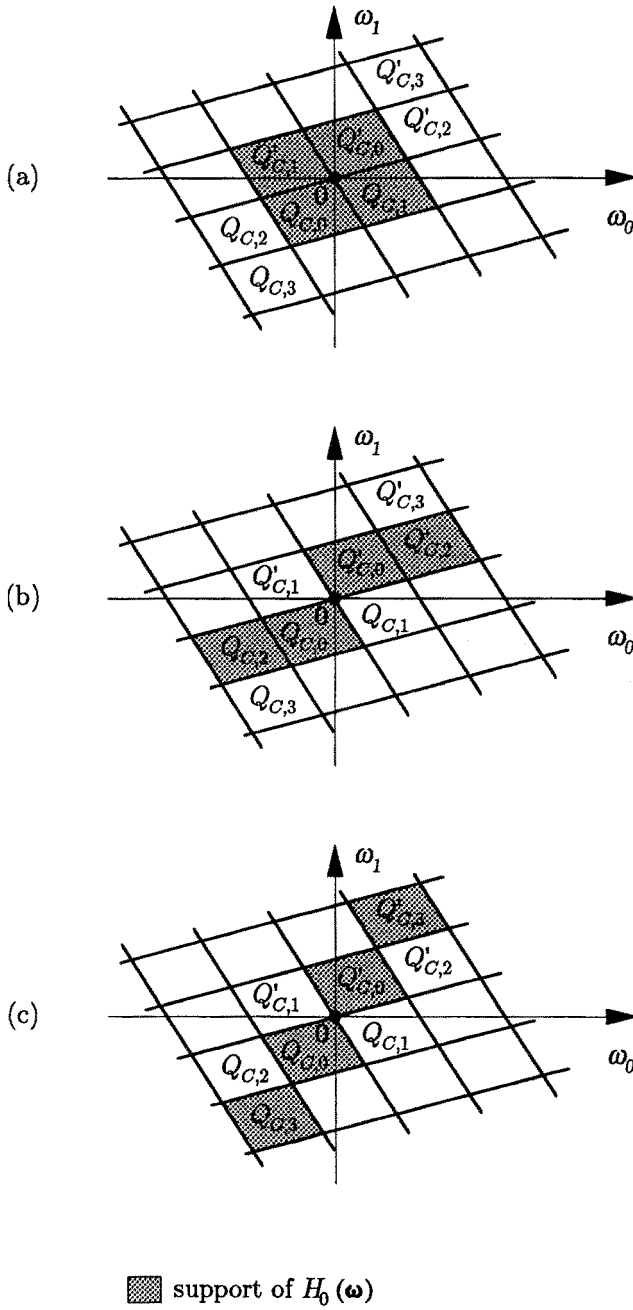 ω₁
Q'C,3
Q'C,0
Q'C,2
Q'C,1
(a)
0
QC,0
QC,1
QC,2
ω₀
QC,3
ω₁
Q'C,3
Q'C,0
Q'C,2
Q'C,1
(b)
0
QC,0
QC,1
QC,2
ω₀
QC,3
ω₁
Q'C,3
Q'C,0
Q'C,2
Q'C,1
(c)
0
QC,0
QC,1
QC,2
ω₀
QC,3
support of H₀(ω)